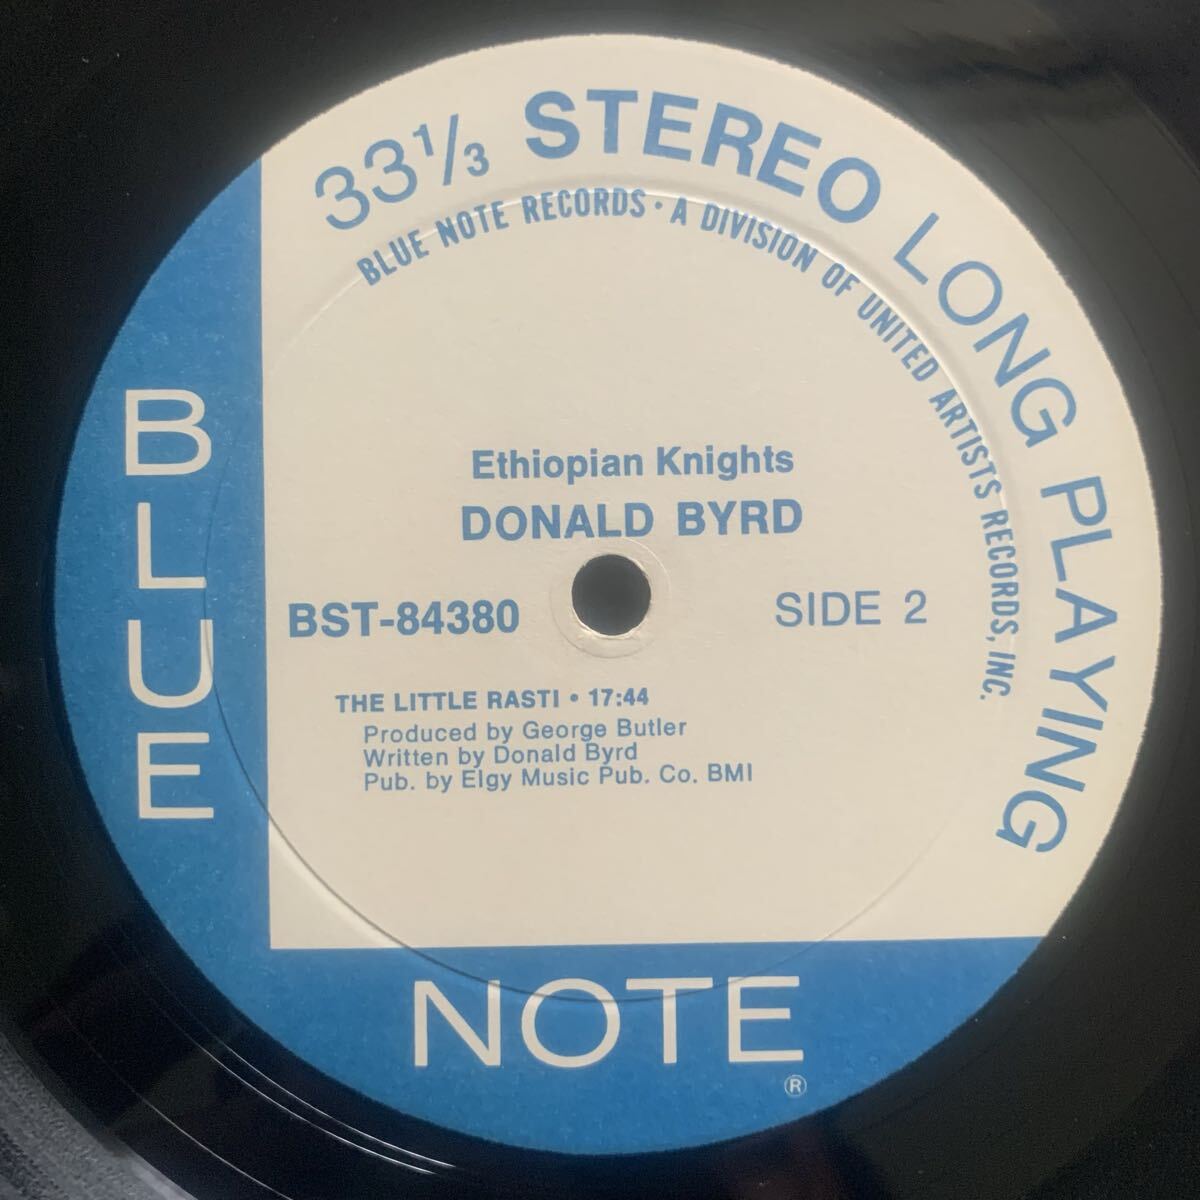 33⅓ STEREO LONG PLAYING
BLUE NOTE RECORDS • A DIVISION OF UNITED ARTISTS RECORDS, INC.
BLUE
Ethiopian Knights
DONALD BYRD
BST-84380
SIDE 2
THE LITTLE RASTI • 17:44
Produced by George Butler
Written by Donald Byrd
Pub. by Elgy Music Pub. Co. BMI
NOTE
®